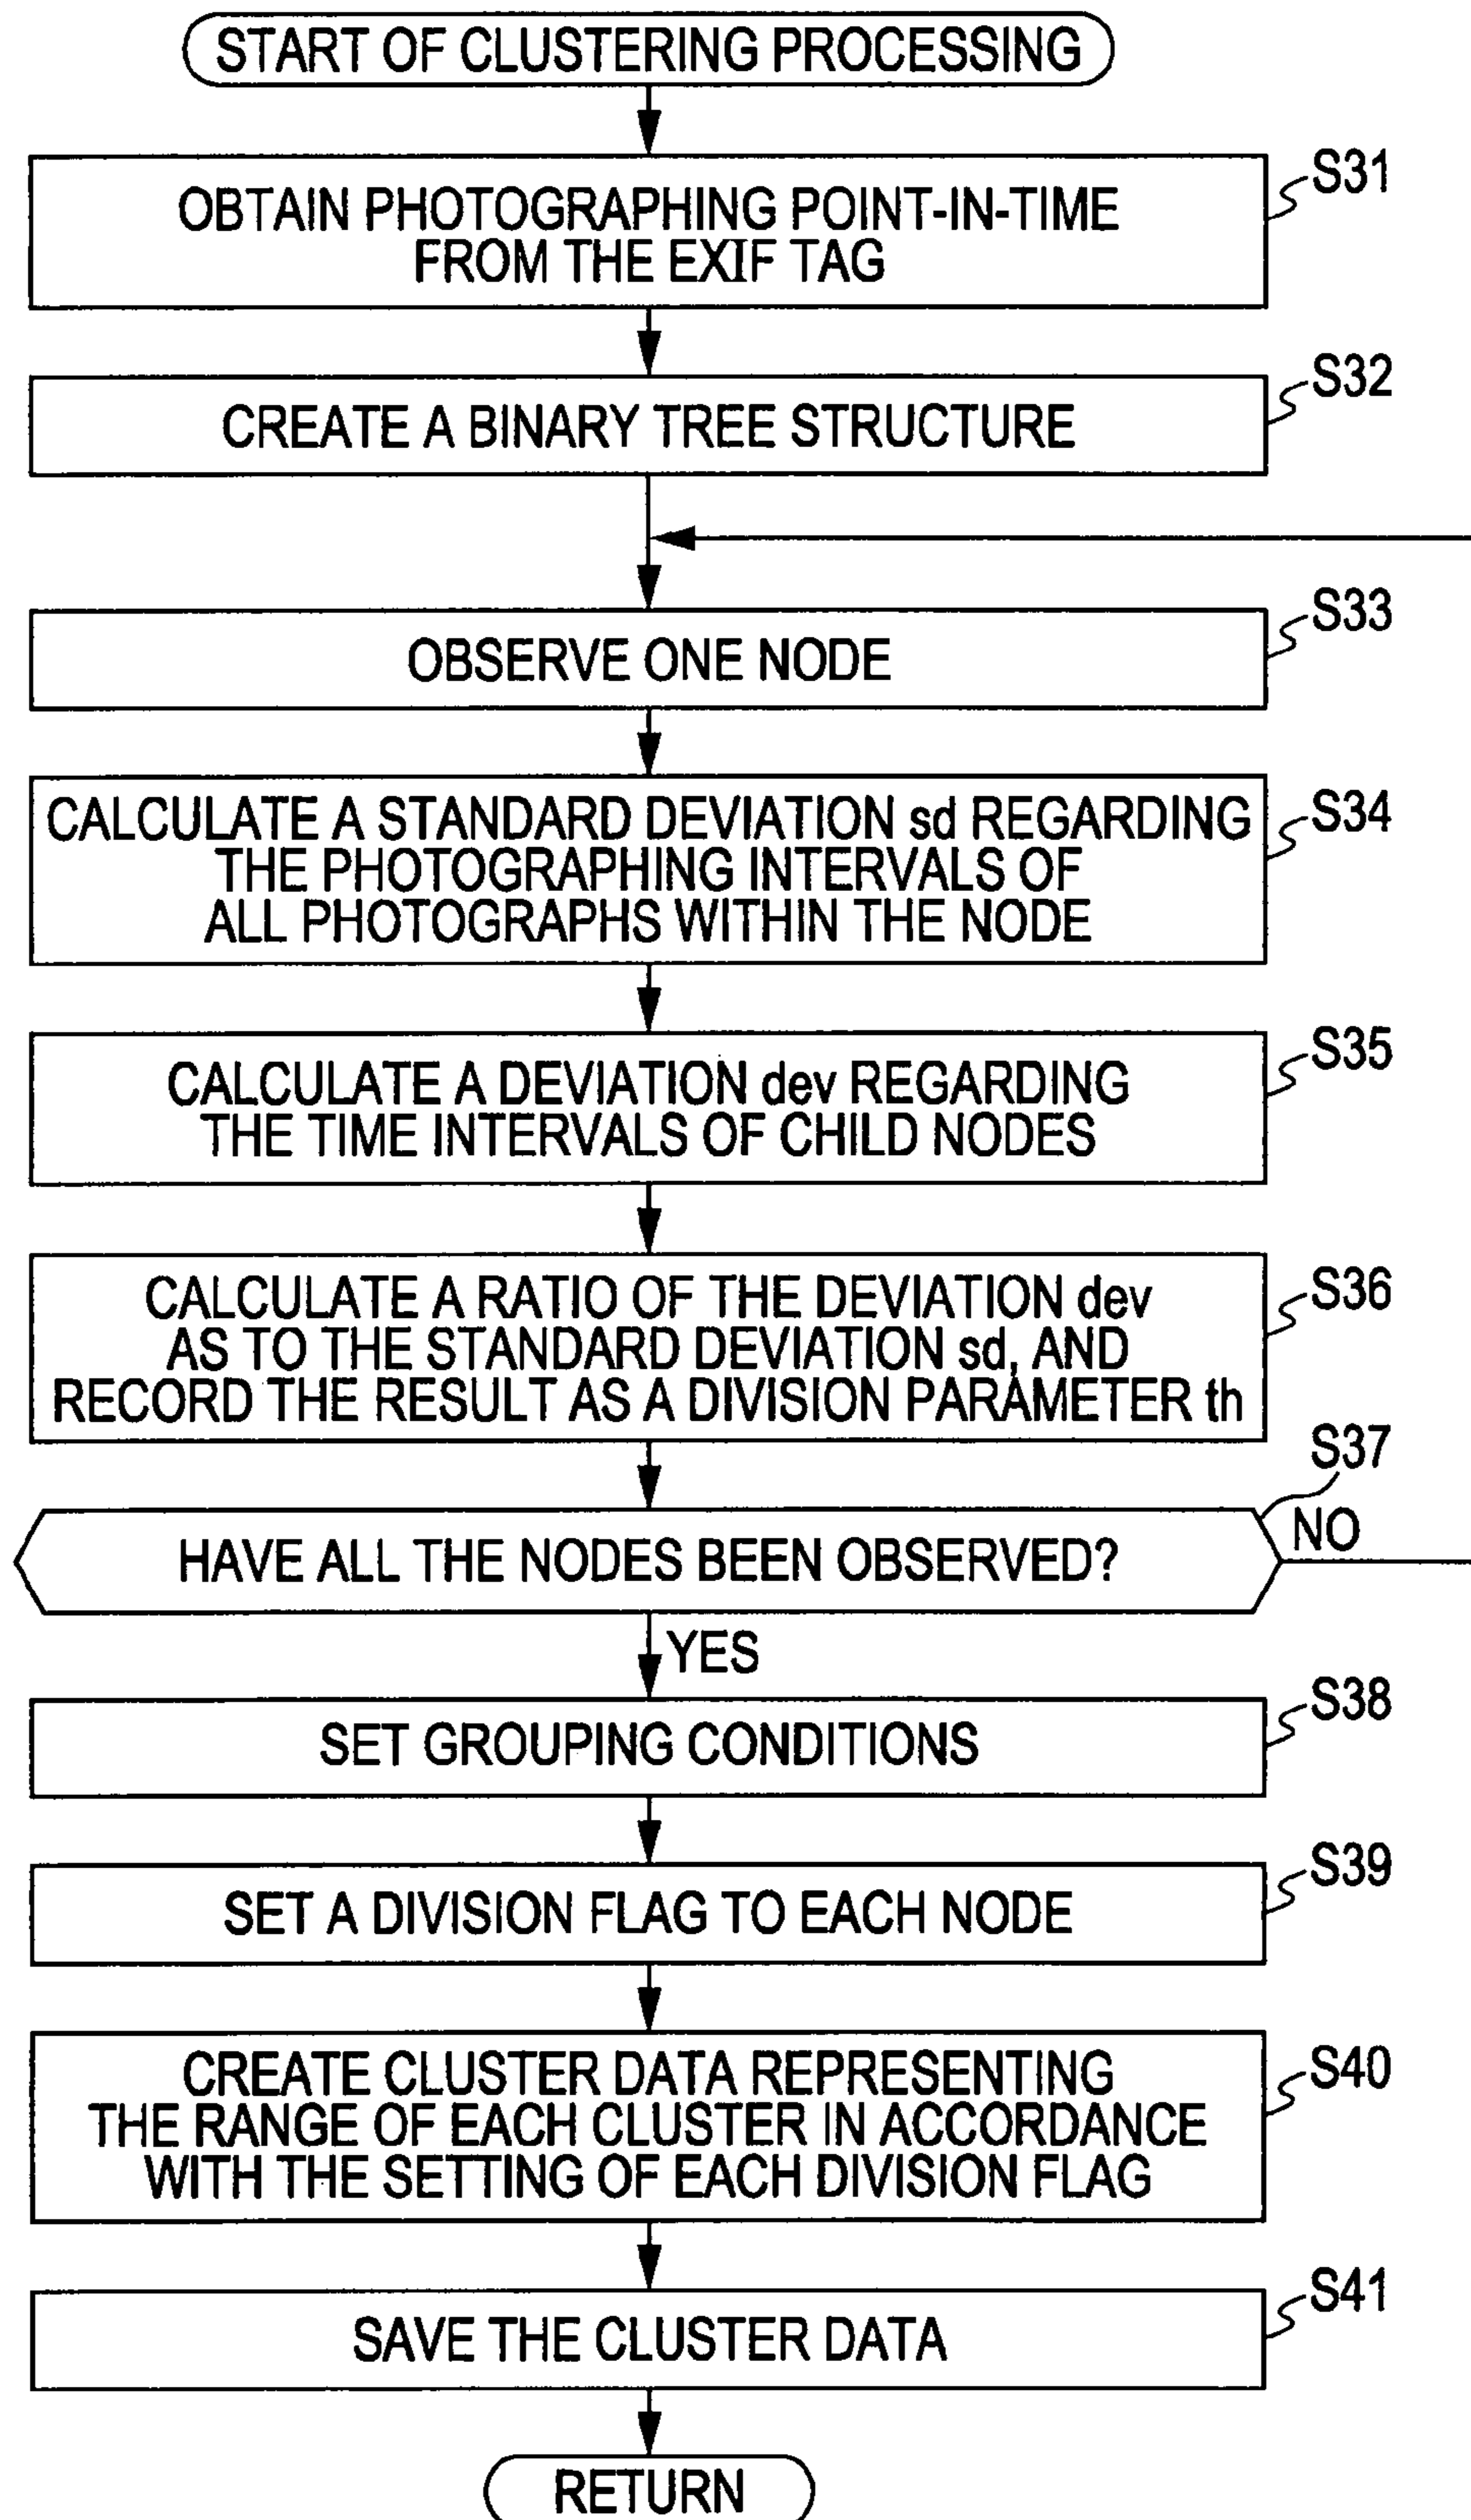 START OF CLUSTERING PROCESSING
S31
OBTAIN PHOTOGRAPHING POINT-IN-TIME
FROM THE EXIF TAG
S32
CREATE A BINARY TREE STRUCTURE
S33
OBSERVE ONE NODE
S34
CALCULATE A STANDARD DEVIATION sd REGARDING
THE PHOTOGRAPHING INTERVALS OF
ALL PHOTOGRAPHS WITHIN THE NODE
S35
CALCULATE A DEVIATION dev REGARDING
THE TIME INTERVALS OF CHILD NODES
S36
CALCULATE A RATIO OF THE DEVIATION dev
AS TO THE STANDARD DEVIATION sd, AND
RECORD THE RESULT AS A DIVISION PARAMETER th
S37
HAVE ALL THE NODES BEEN OBSERVED?
NO
YES
S38
SET GROUPING CONDITIONS
S39
SET A DIVISION FLAG TO EACH NODE
S40
CREATE CLUSTER DATA REPRESENTING
THE RANGE OF EACH CLUSTER IN ACCORDANCE
WITH THE SETTING OF EACH DIVISION FLAG
S41
SAVE THE CLUSTER DATA
RETURN